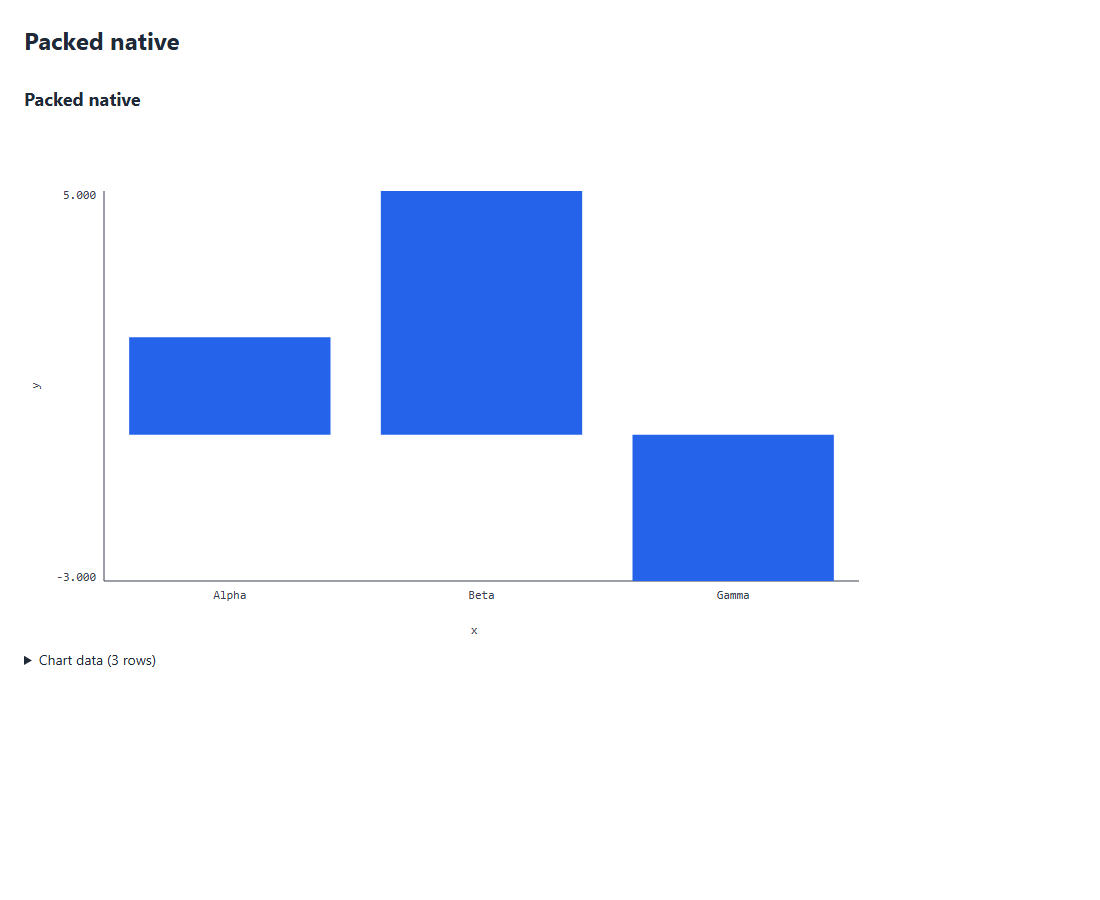 Packed native
Packed native
5.000
y
-3.000
Alpha Beta Gamma
x
Chart data (3 rows)